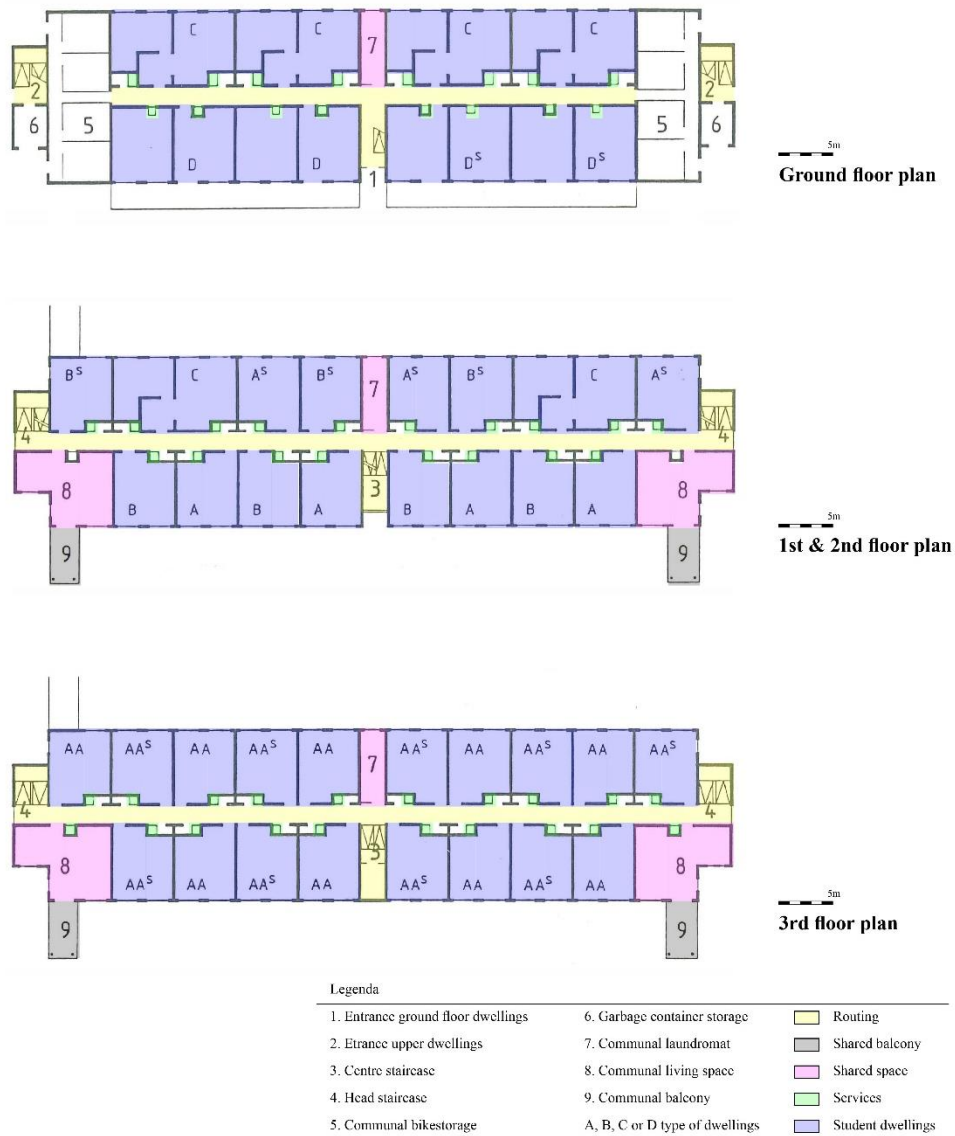 C C 7 C C
2 2
6 5 5 6
D D 1 Dˢ Dˢ
5m
Ground floor plan
Bˢ C Aˢ Bˢ 7 Aˢ Bˢ C Aˢ
4 4
8 3 8
B A B A B A B A
9 9
5m
1st & 2nd floor plan
AA AAˢ AA AAˢ AA 7 AAˢ AA AAˢ AA AAˢ
4 4
8 3 8
AAˢ AA AAˢ AA AAˢ AA AAˢ AA
9 9
5m
3rd floor plan
Legenda
1. Entrance ground floor dwellings
2. Etrance upper dwellings
3. Centre staircase
4. Head staircase
5. Communal bikestorage
6. Garbage container storage
7. Communal laundromat
8. Communal living space
9. Communal balcony
A, B, C or D type of dwellings
Routing
Shared balcony
Shared space
Services
Student dwellings